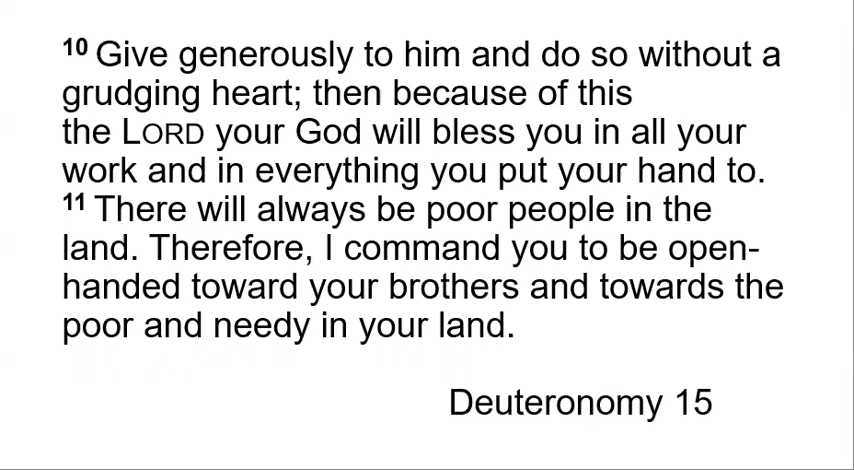 10 Give generously to him and do so without a
grudging heart; then because of this
the LORD your God will bless you in all your
work and in everything you put your hand to.
11 There will always be poor people in the
land. Therefore, I command you to be open-
handed toward your brothers and towards the
poor and needy in your land.
Deuteronomy 15